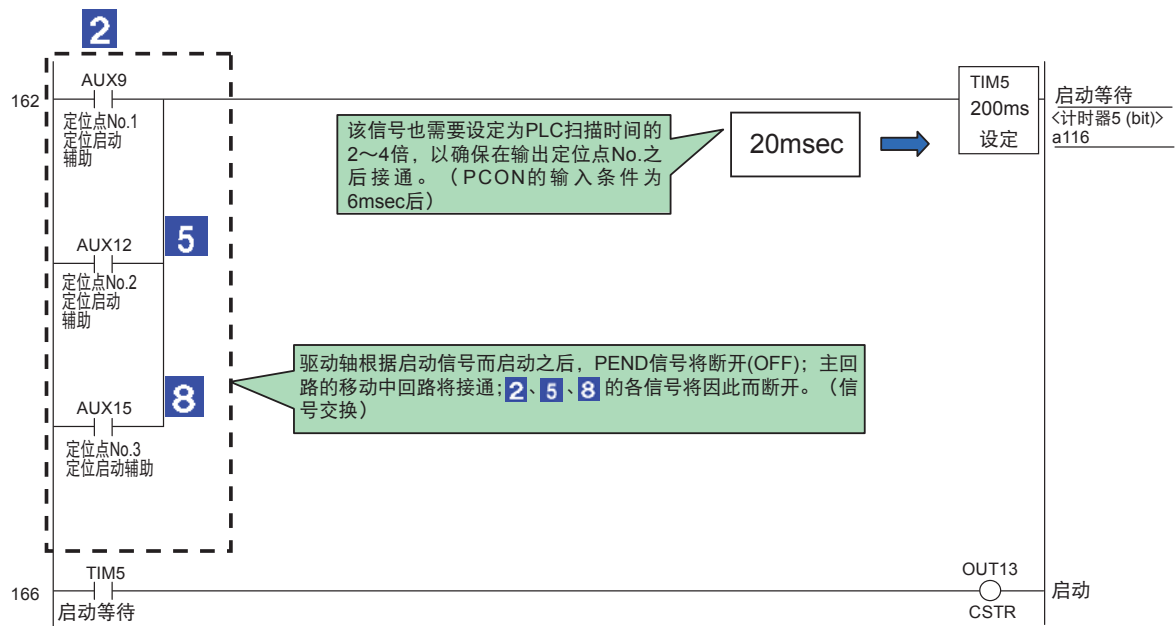 2
162
AUX9
定位点No.1
定位启动
辅助
该信号也需要设定为PLC扫描时间的
2～4倍，以确保在输出定位点No.之
后接通。（PCON的输入条件为
6msec后）
20msec
TIM5
200ms
设定
启动等待
<计时器5 (bit)>
a116
5
AUX12
定位点No.2
定位启动
辅助
8
AUX15
定位点No.3
定位启动辅助
驱动轴根据启动信号而启动之后，PEND信号将断开(OFF)；主回
路的移动中回路将接通;2、5、8的各信号将因此而断开。（信
号交换）
166
TIM5
启动等待
OUT13
CSTR
启动